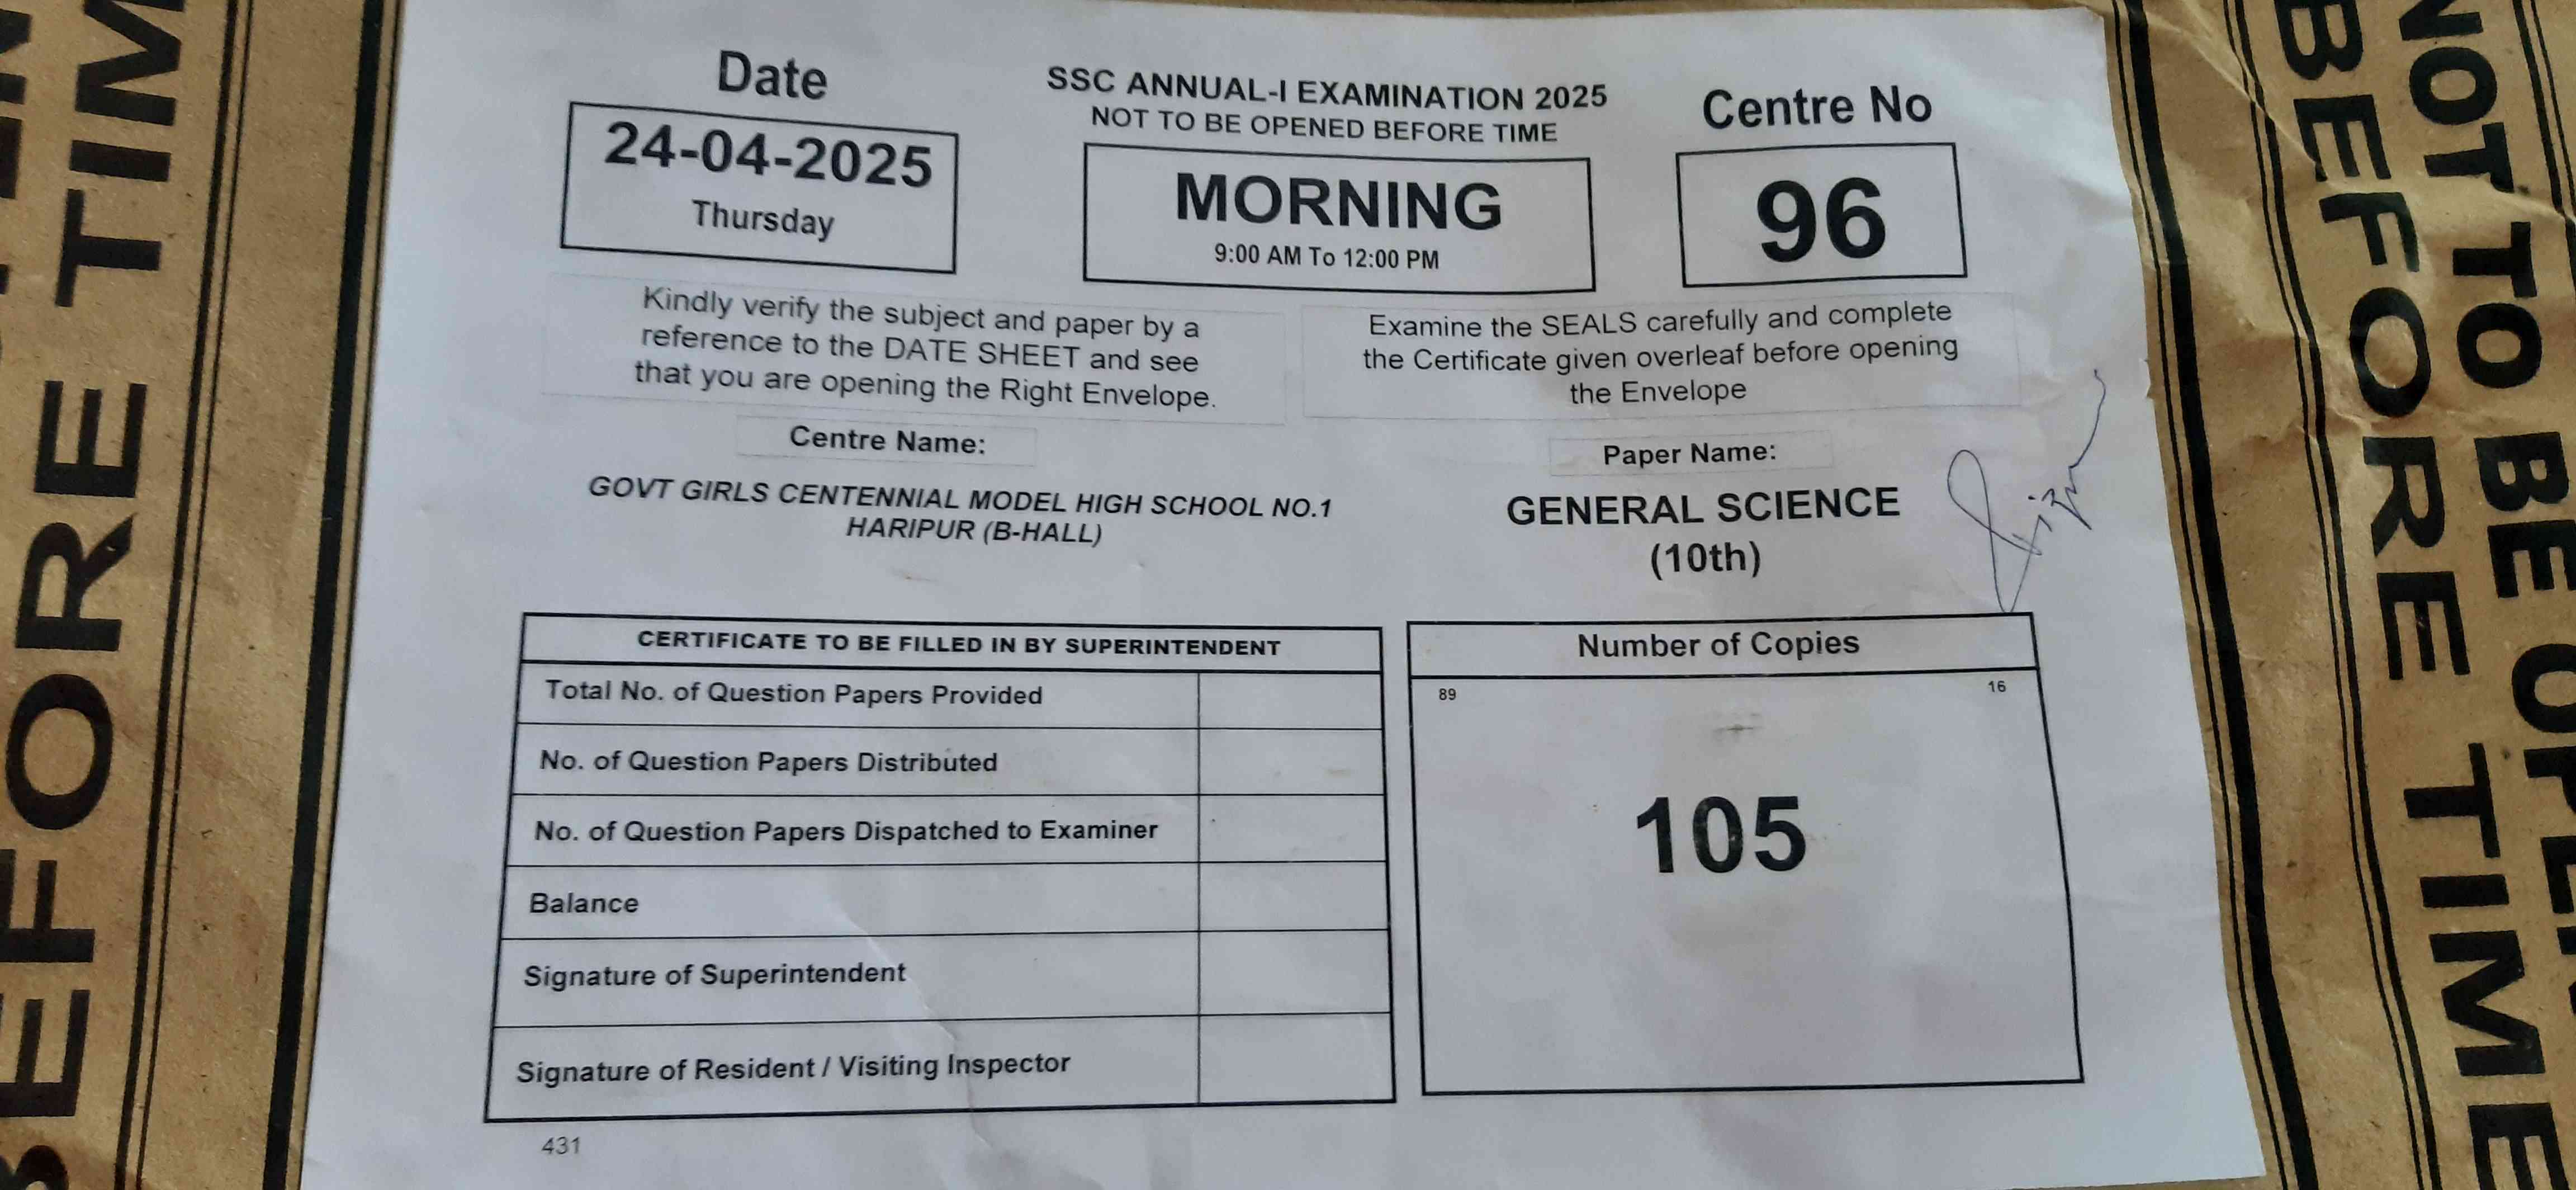 Date
24-04-2025
Thursday
SSC ANNUAL-I EXAMINATION 2025
NOT TO BE OPENED BEFORE TIME
MORNING
9:00 AM To 12:00 PM
Centre No
96
Kindly verify the subject and paper by a
reference to the DATE SHEET and see
that you are opening the Right Envelope.
Examine the SEALS carefully and complete
the Certificate given overleaf before opening
the Envelope
Centre Name:
GOVT GIRLS CENTENNIAL MODEL HIGH SCHOOL NO.1
HARIPUR (B-HALL)
Paper Name:
GENERAL SCIENCE
(10th)
CERTIFICATE TO BE FILLED IN BY SUPERINTENDENT
Total No. of Question Papers Provided
No. of Question Papers Distributed
No. of Question Papers Dispatched to Examiner
Balance
Signature of Superintendent
Signature of Resident / Visiting Inspector
Number of Copies
89 16
105
431
BEFORE TIM
NOT TO BE OPEN
BEFORE TIME